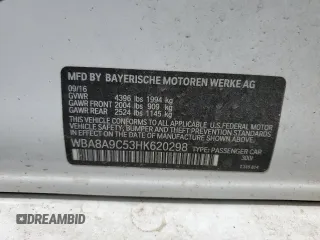 MFD BY BAYERISCHE MOTOREN WERKE AG
09/16
GVWR 4396 lbs 1994 kg
GAWR FRONT 2004 lbs 909 kg
GAWR REAR 2524 lbs 1145 kg
THIS VEHICLE CONFORMS TO ALL APPLICABLE U.S. FEDERAL MOTOR
VEHICLE SAFETY, BUMPER, AND THEFT PREVENTION STANDARDS
IN EFFECT ON THE DATE OF MANUFACTURE SHOWN ABOVE.
WBA8A9C53HK620298 TYPE: PASSENGER CAR
DREAMBID